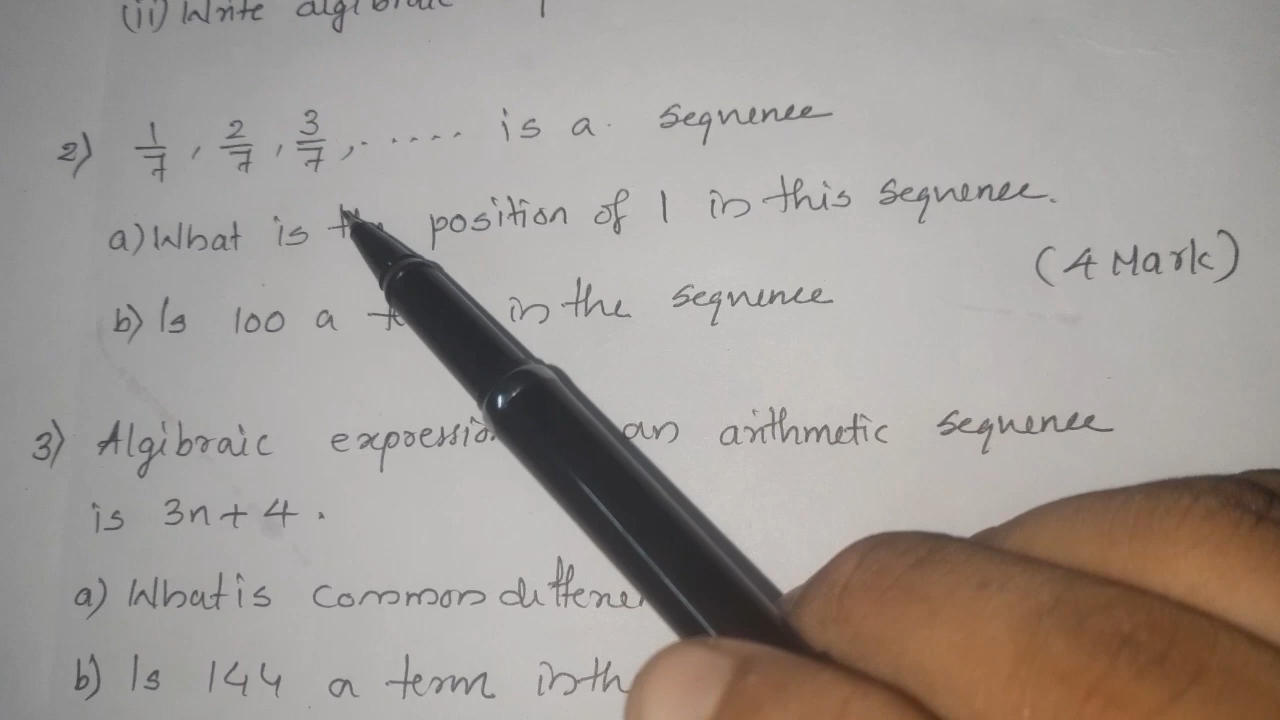 (ii) Write
2) 1/7, 2/7, 3/7, ..... is a sequence
a) What is position of 1 in this sequence.
(4 Mark)
b) Is 100 a in the sequence
3) Algibraic an arithmetic sequence
is 3n+4.
a) What is common
b) Is 144 a term